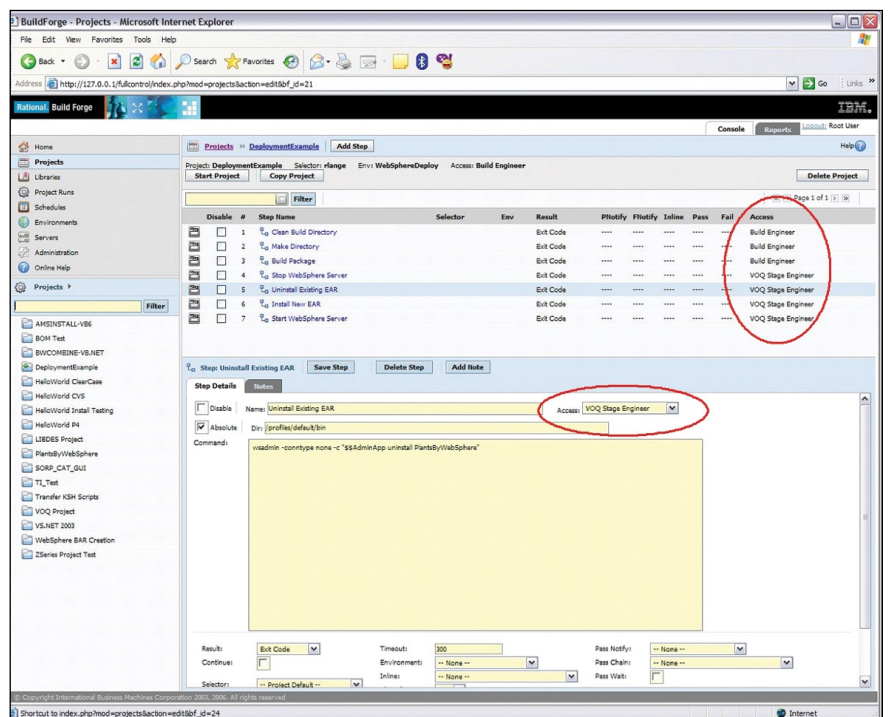 BuildForge - Projects - Microsoft Internet Explorer
File Edit View Favorites Tools Help
Back Search Favorites
Address http://127.0.0.1/fullcontrol/index.php?mod=projects&action=edit&bf_id=21 Go Links »
Rational. Build Forge IBM.
Console Reports Logout: Root User
Home
Projects
Libraries
Project Runs
Schedules
Environments
Servers
Administration
Online Help
Projects
Filter
AMSINSTALL-V86
BOM Test
BWCOMBINE-VB.NET
DeploymentExample
HelloWorld ClearCase
HelloWorld CVS
HelloWorld Install Testing
HelloWorld P4
LIBDES Project
PlantsByWebSphere
SORP_CAT_GUI
TI_Test
Transfer KSH Scripts
VOQ Project
VS.NET 2003
WebSphere BAR Creation
ZSeries Project Test
Projects » DeploymentExample Add Step Help
Project: DeploymentExample Selector: rlange Env: WebSphereDeploy Access: Build Engineer
Start Project Copy Project Delete Project
Filter Page 1 of 1
Disable # Step Name Selector Env Result PNotify FNotify Inline Pass Fail Access
1 Clean Build Directory Exit Code ---- ---- ---- ---- ---- Build Engineer
2 Make Directory Exit Code ---- ---- ---- ---- ---- Build Engineer
3 Build Package Exit Code ---- ---- ---- ---- ---- Build Engineer
4 Stop WebSphere Server Exit Code ---- ---- ---- ---- ---- VOQ Stage Engineer
5 Uninstall Existing EAR Exit Code ---- ---- ---- ---- ---- VOQ Stage Engineer
6 Install New EAR Exit Code ---- ---- ---- ---- ---- VOQ Stage Engineer
7 Start WebSphere Server Exit Code ---- ---- ---- ---- ---- VOQ Stage Engineer
Step: Uninstall Existing EAR Save Step Delete Step Add Note
Step Details Notes
Disable Name: Uninstall Existing EAR Access: VOQ Stage Engineer
Absolute Dir: /profiles/default/bin
Command: wsadmin -conntype none -c "$$AdminApp uninstall PlantsByWebSphere"
Result: Exit Code Timeout: 300 Pass Notify: -- None --
Continue: Environment: -- None -- Pass Chain: -- None --
Inline: -- None -- Pass Wait:
Selector: -- Project Default --
© Copyright International Business Machines Corporation 2003, 2006. All rights reserved
Shortcut to index.php?mod=projects&action=edit&bf_id=24 Internet